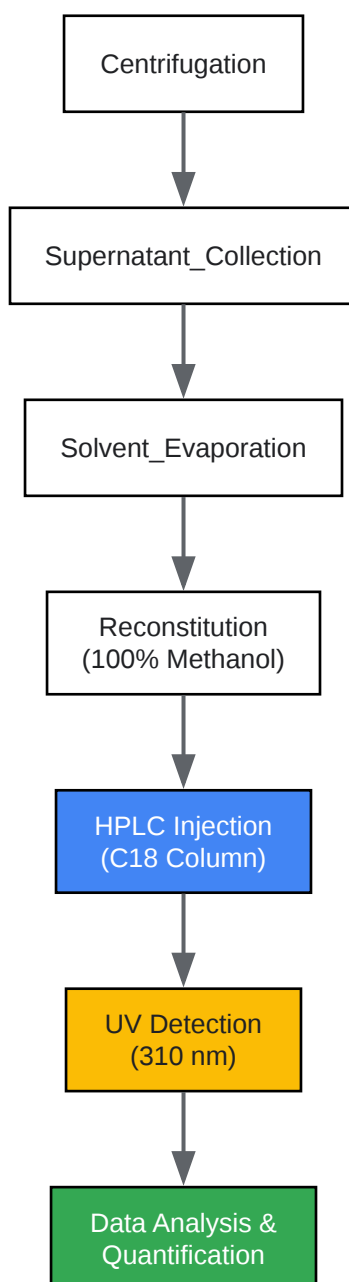 Centrifugation
Supernatant_Collection
Solvent_Evaporation
Reconstitution
(100% Methanol)
HPLC Injection
(C18 Column)
UV Detection
(310 nm)
Data Analysis &
Quantification